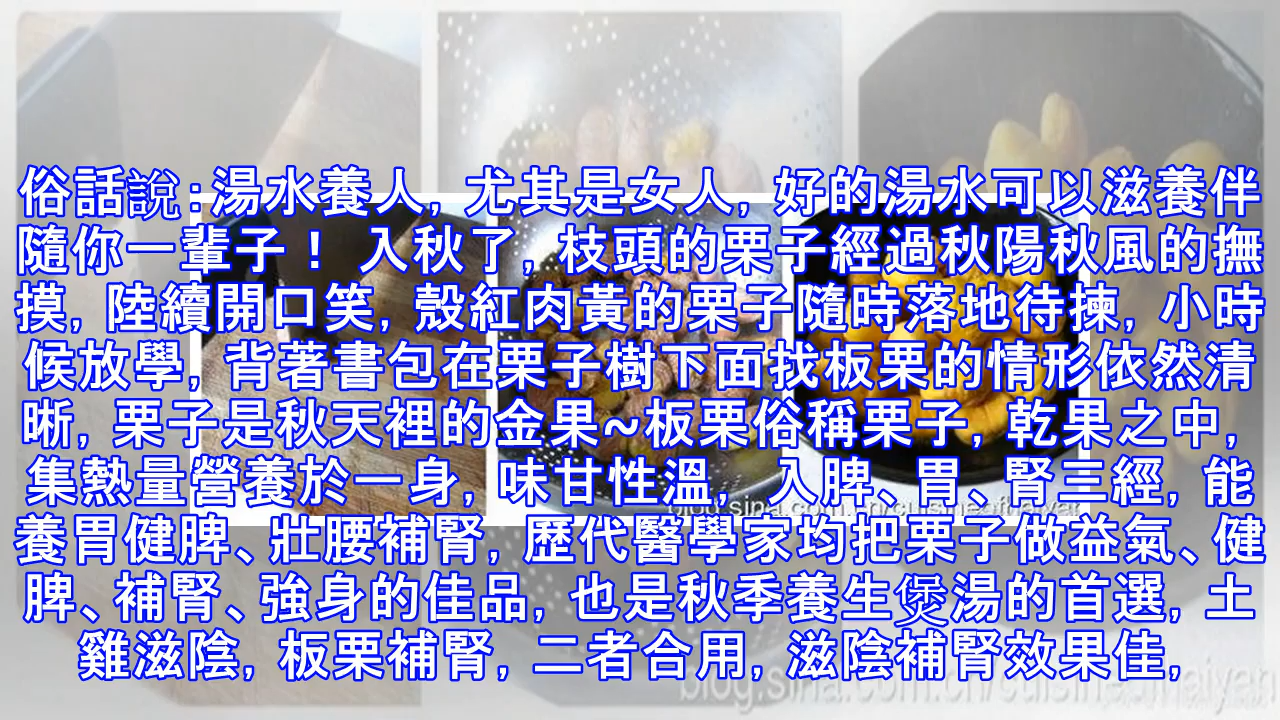 俗話說:湯水養人, 尤其是女人, 好的湯水可以滋養伴
隨你一輩子！ 入秋了, 枝頭的栗子經過秋陽秋風的撫
摸, 陸續開口笑, 殼紅肉黃的栗子隨時落地待揀, 小時
候放學, 背著書包在栗子樹下面找板栗的情形依然清
晰, 栗子是秋天裡的金果~板栗俗稱栗子, 乾果之中,
集熱量營養於一身, 味甘性溫, 入脾、胃、腎三經, 能
養胃健脾、壯腰補腎, 歷代醫學家均把栗子做益氣、健
脾、補腎、強身的佳品, 也是秋季養生煲湯的首選, 土
雞滋陰, 板栗補腎, 二者合用, 滋陰補腎效果佳,
blog.sina.com.cn/cuisineofhaiyan